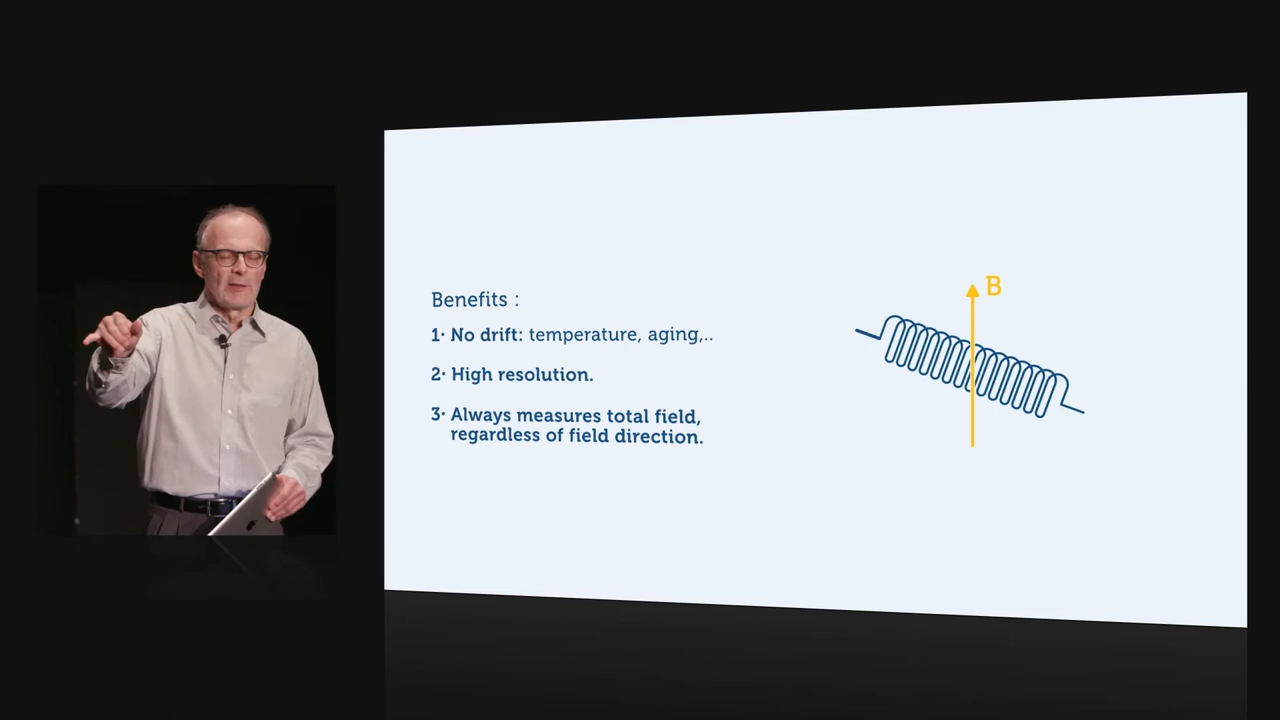 Benefits :
1· No drift: temperature, aging,..
2· High resolution.
3· Always measures total field,
regardless of field direction.
B